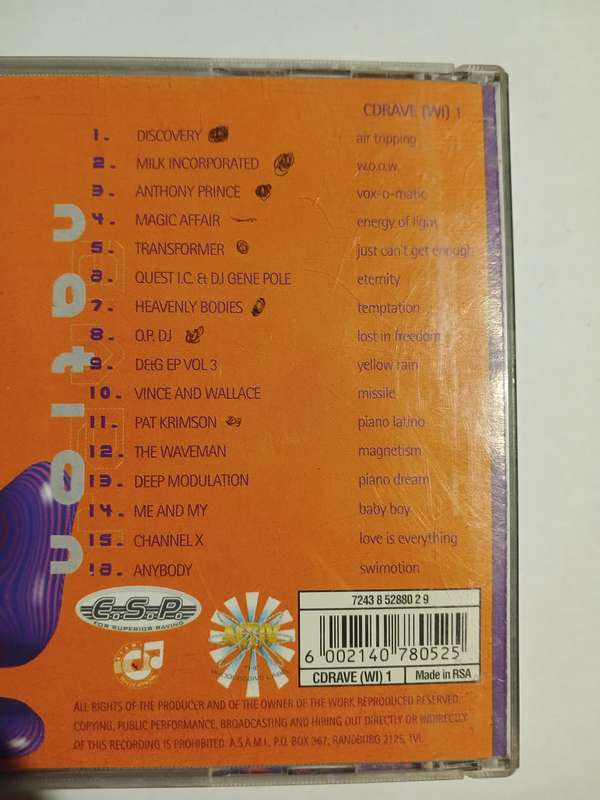 CDRAVE (WI) 1
1. DISCOVERY air tripping
2. MILK INCORPORATED w.o.o.w.
3. ANTHONY PRINCE vox-o-matic
4. MAGIC AFFAIR energy of light
5. TRANSFORMER just can't get enough
6. QUEST I.C. & DJ GENE POLE eternity
7. HEAVENLY BODIES temptation
8. O.P. DJ lost in freedom
9. D&G EP VOL 3 yellow rain
10. VINCE AND WALLACE missile
11. PAT KRIMSON piano latino
12. THE WAVEMAN magnetism
13. DEEP MODULATION piano dream
14. ME AND MY baby boy
15. CHANNEL X love is everything
16. ANYBODY swimotion
nation
E.S.P.
FOR SUPERIOR RAVING
THE
PROGRESSIVE LABEL
7243 8 52880 2 9
6 002140 780525
CDRAVE (WI) 1 Made in RSA
ALL RIGHTS OF THE PRODUCER AND OF THE OWNER OF THE WORK REPRODUCED RESERVED.
COPYING, PUBLIC PERFORMANCE, BROADCASTING AND HIRING OUT DIRECTLY OR INDIRECTLY
OF THIS RECORDING IS PROHIBITED. A.S.A.M.I., P.O. BOX 367, RANDBURG 2125, TVL.